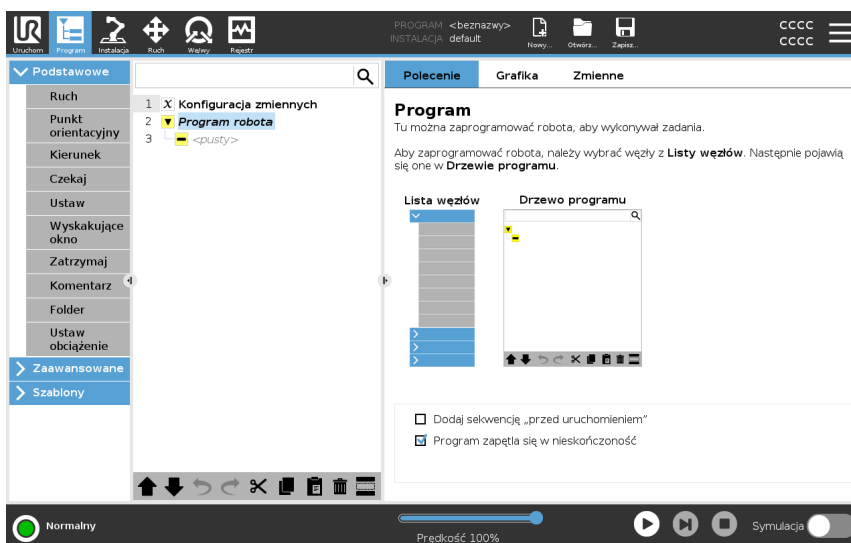 UR
PROGRAM <beznazwy>
INSTALACJA default
CCCC
CCCC
Uruchom Program Instalacja Ruch We/wy Rejestr Nowy... Otwórz... Zapisz...
Podstawowe
Ruch
Punkt
orientacyjny
Kierunek
Czekaj
Ustaw
Wyskakujące
okno
Zatrzymaj
Komentarz
Folder
Ustaw
obciążenie
Zaawansowane
Szablony
1 X Konfiguracja zmiennych
2 Program robota
3 <pusty>
Polecenie Grafika Zmienne
Program
Tu można zaprogramować robota, aby wykonywał zadania.
Aby zaprogramować robota, należy wybrać węzły z Listy węzłów. Następnie pojawią
się one w Drzewie programu.
Lista węzłów Drzewo programu
Dodaj sekwencję „przed uruchomieniem”
Program zapętla się w nieskończoność
Normalny
Prędkość 100%
Symulacja